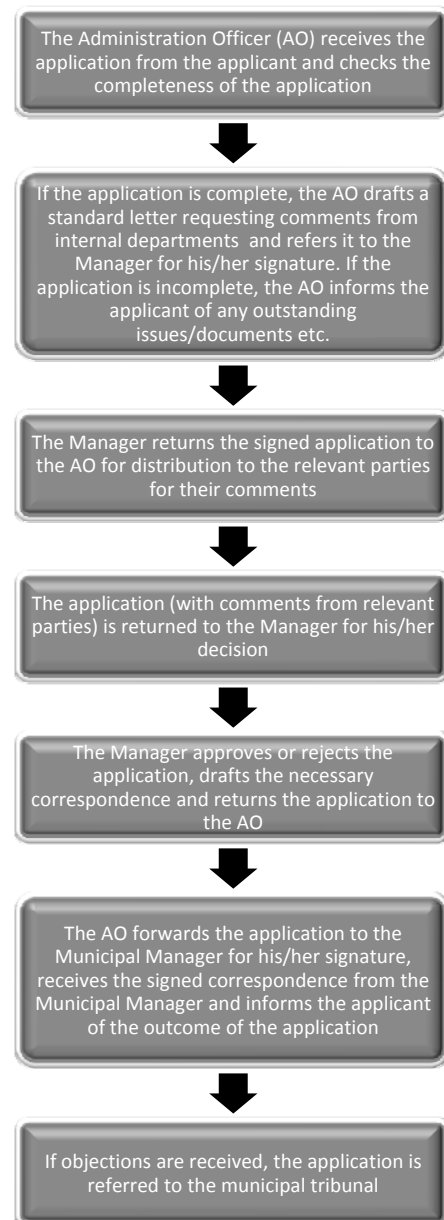 The Administration Officer (AO) receives the
application from the applicant and checks the
completeness of the application
If the application is complete, the AO drafts a
standard letter requesting comments from
internal departments and refers it to the
Manager for his/her signature. If the
application is incomplete, the AO informs the
applicant of any outstanding
issues/documents etc.
The Manager returns the signed application to
the AO for distribution to the relevant parties
for their comments
The application (with comments from relevant
parties) is returned to the Manager for his/her
decision
The Manager approves or rejects the
application, drafts the necessary
correspondence and returns the application to
the AO
The AO forwards the application to the
Municipal Manager for his/her signature,
receives the signed correspondence from the
Municipal Manager and informs the applicant
of the outcome of the application
If objections are received, the application is
referred to the municipal tribunal